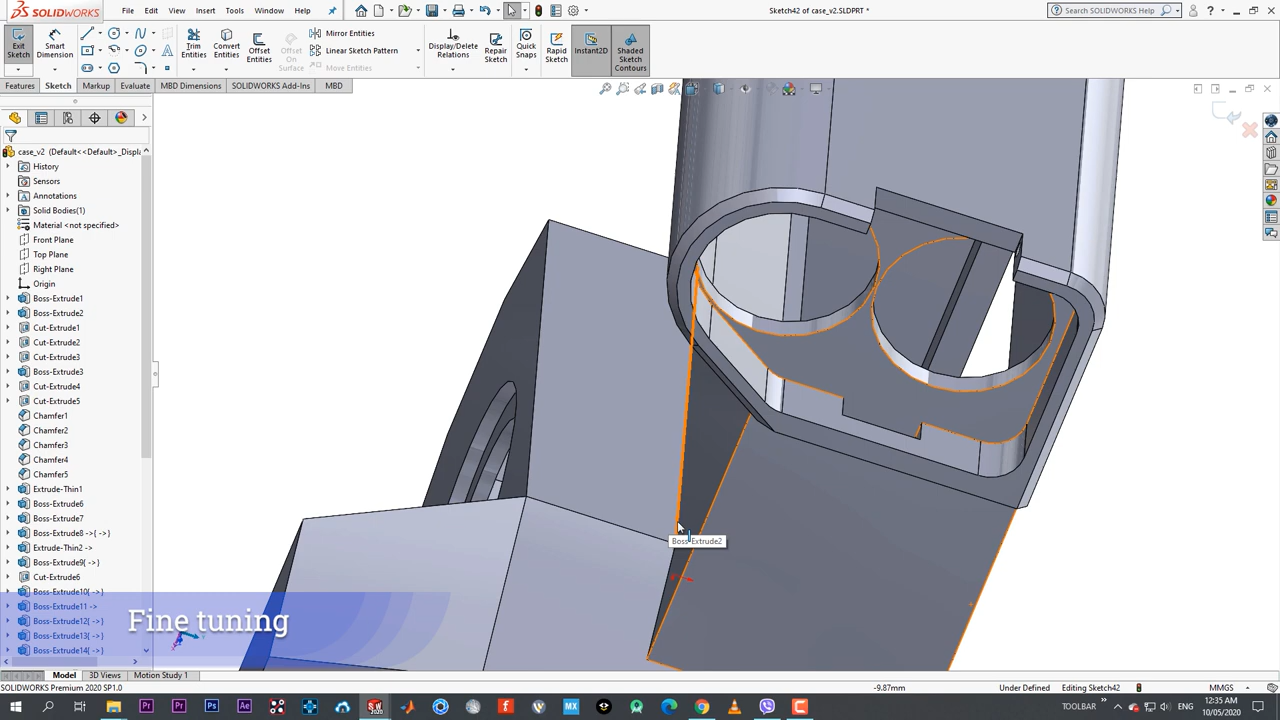 SOLIDWORKS
File
Edit
View
Insert
Tools
Window
Help
Sketch42 of case_v2.SLDPRT *
Search SOLIDWORKS Help
Exit Sketch
Smart Dimension
Trim Entities
Convert Entities
Offset Entities
Offset On Surface
Mirror Entities
Linear Sketch Pattern
Move Entities
Display/Delete Relations
Repair Sketch
Quick Snaps
Rapid Sketch
Instant2D
Shaded Sketch Contours
Features
Sketch
Markup
Evaluate
MBD Dimensions
SOLIDWORKS Add-Ins
MBD
case_v2 (Default<<Default>_Displa
History
Sensors
Annotations
Solid Bodies(1)
Material <not specified>
Front Plane
Top Plane
Right Plane
Origin
Boss-Extrude1
Boss-Extrude2
Cut-Extrude1
Cut-Extrude2
Cut-Extrude3
Boss-Extrude3
Cut-Extrude4
Cut-Extrude5
Chamfer1
Chamfer2
Chamfer3
Chamfer4
Chamfer5
Extrude-Thin1
Boss-Extrude6
Boss-Extrude7
Boss-Extrude8 ->{ ->}
Extrude-Thin2 ->
Boss-Extrude9{ ->}
Cut-Extrude6
Boss-Extrude10{ ->}
Boss-Extrude11 ->
Boss-Extrude12{ ->}
Boss-Extrude13{ ->}
Boss-Extrude14{ ->}
Boss-Extrude2
Fine tuning
Model
3D Views
Motion Study 1
SOLIDWORKS Premium 2020 SP1.0
-9.87mm
Under Defined
Editing Sketch42
MMGS
TOOLBAR
ENG
12:35 AM
10/05/2020